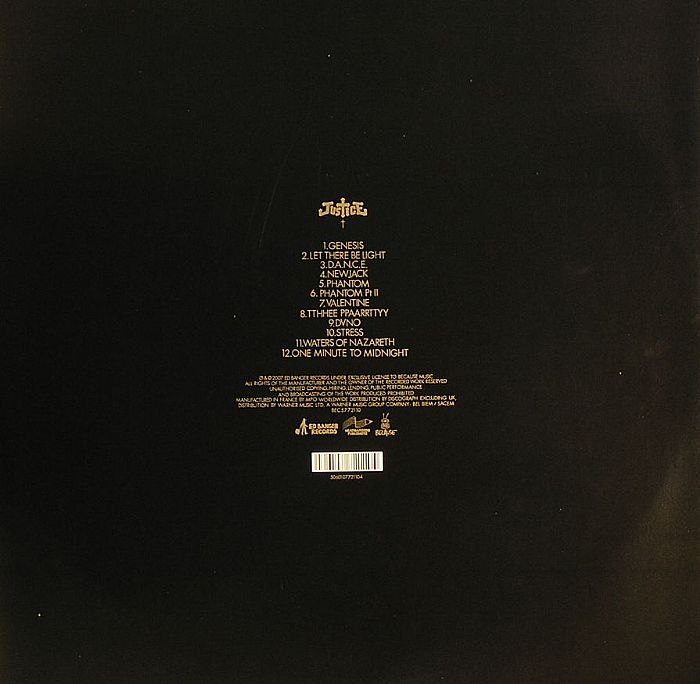 JUSTICE
1.GENESIS
2.LET THERE BE LIGHT
3.D.A.N.C.E.
4.NEWJACK
5.PHANTOM
6. PHANTOM Pt II
7.VALENTINE
8.TTHHEE PPAARRTTYY
9.DVNO
10.STRESS
11.WATERS OF NAZARETH
12.ONE MINUTE TO MIDNIGHT
℗ & © 2007 ED BANGER RECORDS UNDER EXCLUSIVE LICENSE TO BECAUSE MUSIC
ALL RIGHTS OF THE MANUFACTURER AND THE OWNER OF THE RECORDED WORK RESERVED
UNAUTHORISED COPYING, HIRING, LENDING, PUBLIC PERFORMANCE
AND BROADCASTING OF THE WORK PRODUCED PROHIBITED
MANUFACTURED IN FRANCE BY MPO WORLDWIDE DISTRIBUTION BY DISCOGRAPH EXCLUDING UK,
DISTRIBUTION BY WARNER MUSIC LTD. A WARNER MUSIC GROUP COMPANY- BEL BIEM / SACEM
BEC 5772110
ED BANGER
RECORDS
BECAUSE
5060107721104